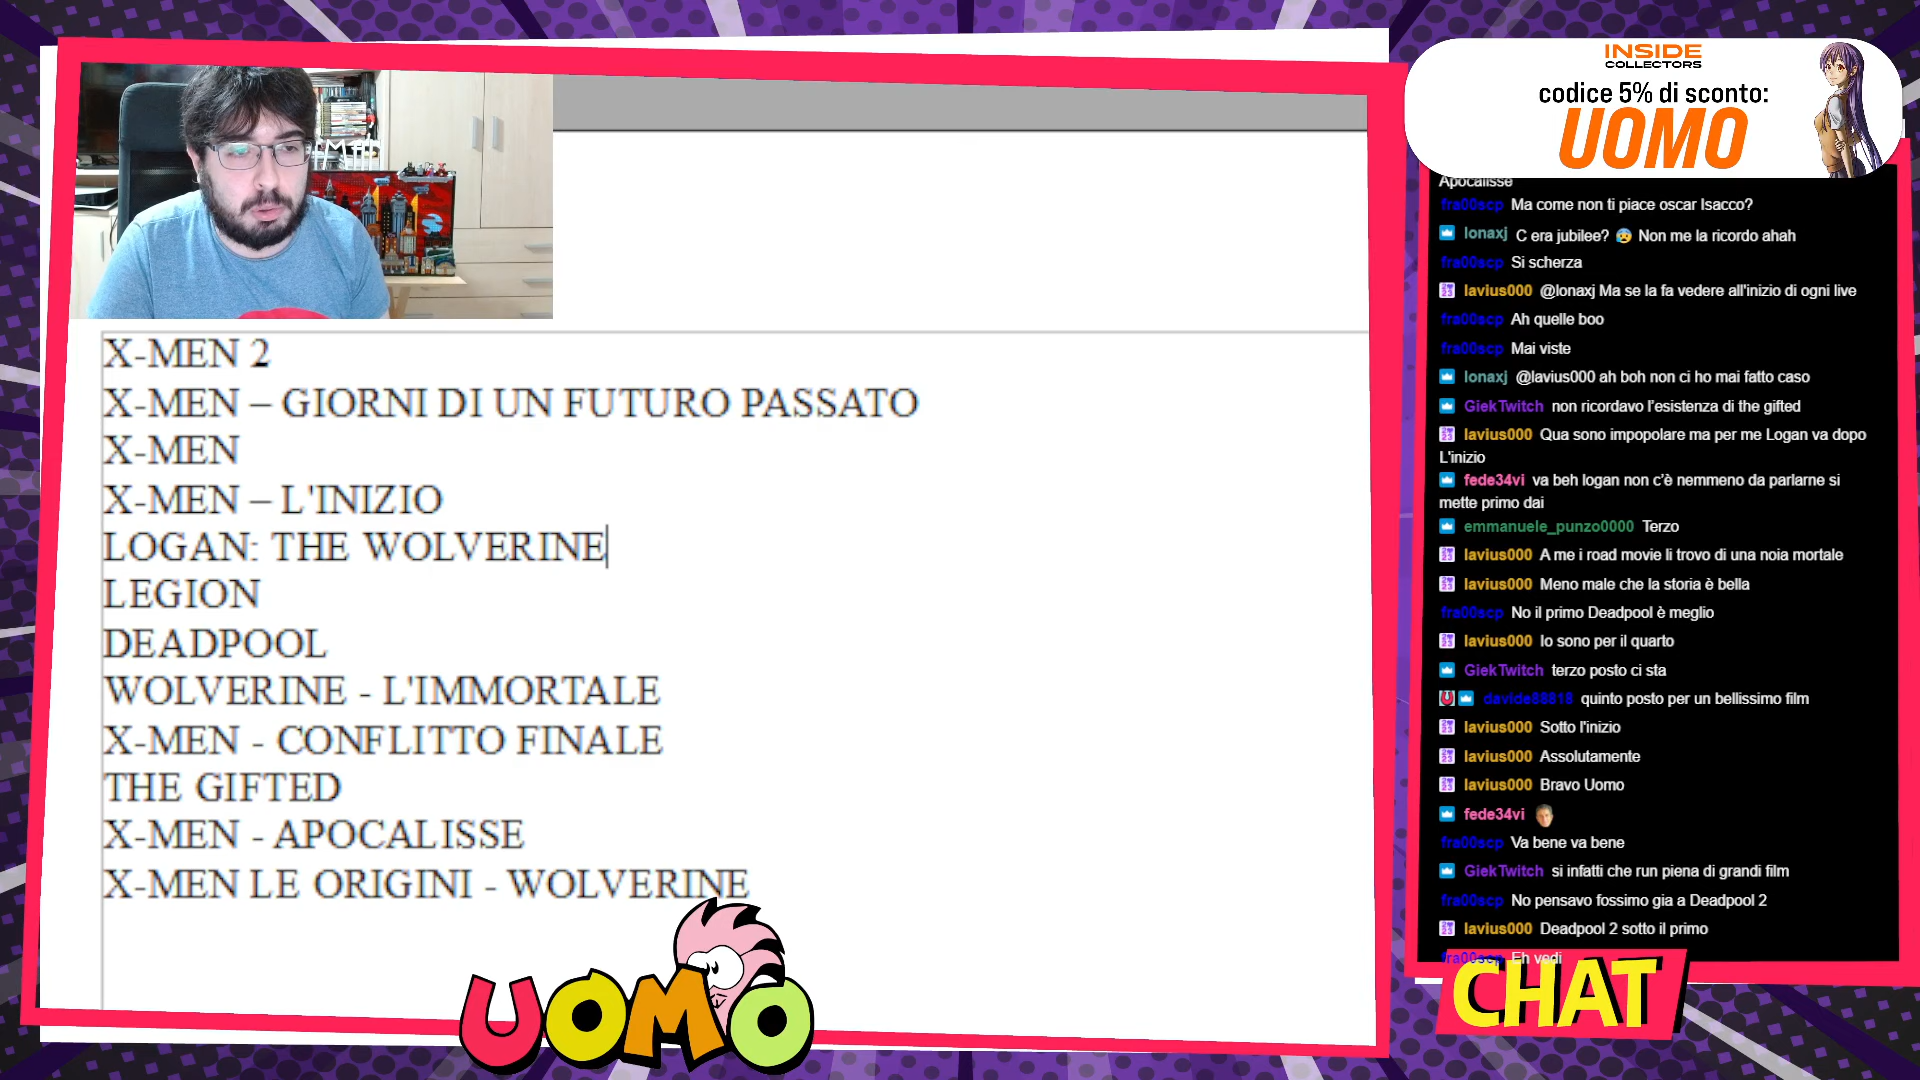 X-MEN 2
X-MEN – GIORNI DI UN FUTURO PASSATO
X-MEN
X-MEN – L'INIZIO
LOGAN: THE WOLVERINE
LEGION
DEADPOOL
WOLVERINE - L'IMMORTALE
X-MEN - CONFLITTO FINALE
THE GIFTED
X-MEN - APOCALISSE
X-MEN LE ORIGINI - WOLVERINE
UOMO
INSIDE
COLLECTORS
codice 5% di sconto:
UOMO
Apocalisse
fra00scp Ma come non ti piace oscar Isacco?
lonaxj C era jubilee? 😰 Non me la ricordo ahah
fra00scp Si scherza
lavius000 @lonaxj Ma se la fa vedere all'inizio di ogni live
fra00scp Ah quelle boo
fra00scp Mai viste
lonaxj @lavius000 ah boh non ci ho mai fatto caso
GiekTwitch non ricordavo l'esistenza di the gifted
lavius000 Qua sono impopolare ma per me Logan va dopo
L'inizio
fede34vi va beh logan non c'è nemmeno da parlarne si
mette primo dai
emmanuele_punzo0000 Terzo
lavius000 A me i road movie li trovo di una noia mortale
lavius000 Meno male che la storia è bella
fra00scp No il primo Deadpool è meglio
lavius000 Io sono per il quarto
GiekTwitch terzo posto ci sta
davide88818 quinto posto per un bellissimo film
lavius000 Sotto l'inizio
lavius000 Assolutamente
lavius000 Bravo Uomo
fede34vi
fra00scp Va bene va bene
GiekTwitch si infatti che run piena di grandi film
fra00scp No pensavo fossimo gia a Deadpool 2
lavius000 Deadpool 2 sotto il primo
fra00scp Eh vedi
CHAT